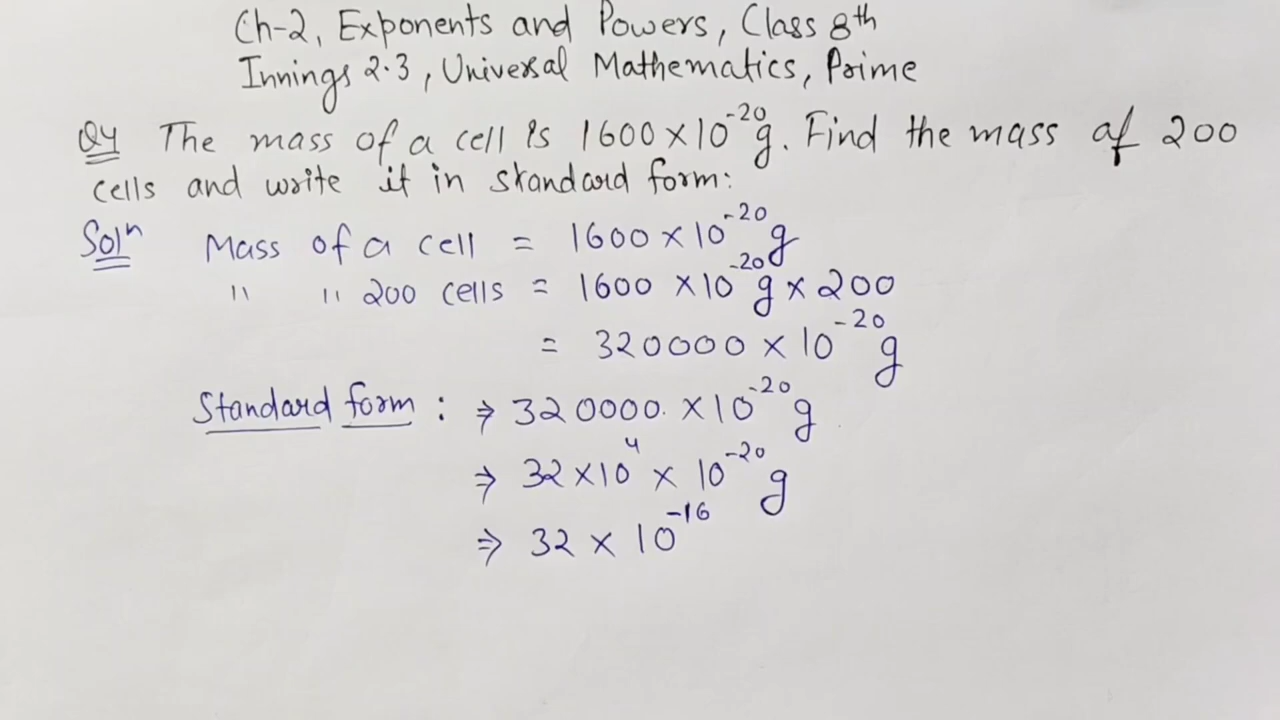 Ch-2, Exponents and Powers, Class 8th
Innings 2.3, Universal Mathematics, Prime
Q4 The mass of a cell is 1600 × 10⁻²⁰ g. Find the mass of 200
cells and write it in standard form:
Solⁿ Mass of a cell = 1600 × 10⁻²⁰ g
" " 200 cells = 1600 × 10⁻²⁰ g × 200
= 320000 × 10⁻²⁰ g
Standard form : ⇒ 320000. × 10⁻²⁰ g
⇒ 32 × 10⁴ × 10⁻²⁰ g
⇒ 32 × 10⁻¹⁶